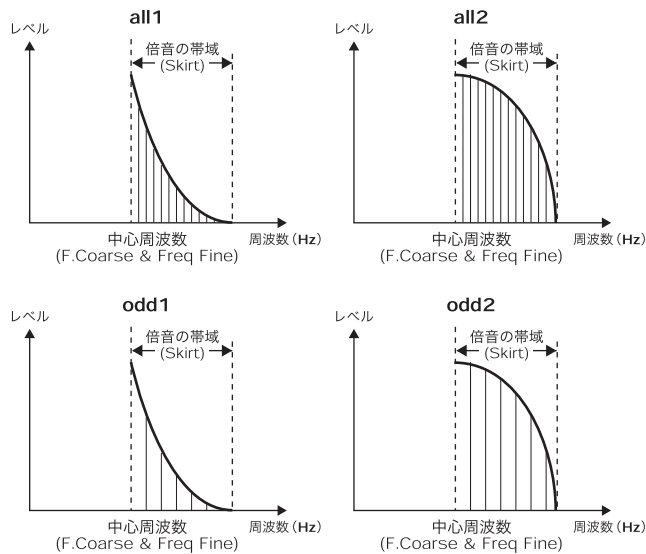 all1
レベル
倍音の帯域
(Skirt)
中心周波数
(F.Coarse & Freq Fine)
周波数(Hz)
all2
レベル
倍音の帯域
(Skirt)
中心周波数
(F.Coarse & Freq Fine)
周波数(Hz)
odd1
レベル
倍音の帯域
(Skirt)
中心周波数
(F.Coarse & Freq Fine)
周波数(Hz)
odd2
レベル
倍音の帯域
(Skirt)
中心周波数
(F.Coarse & Freq Fine)
周波数(Hz)